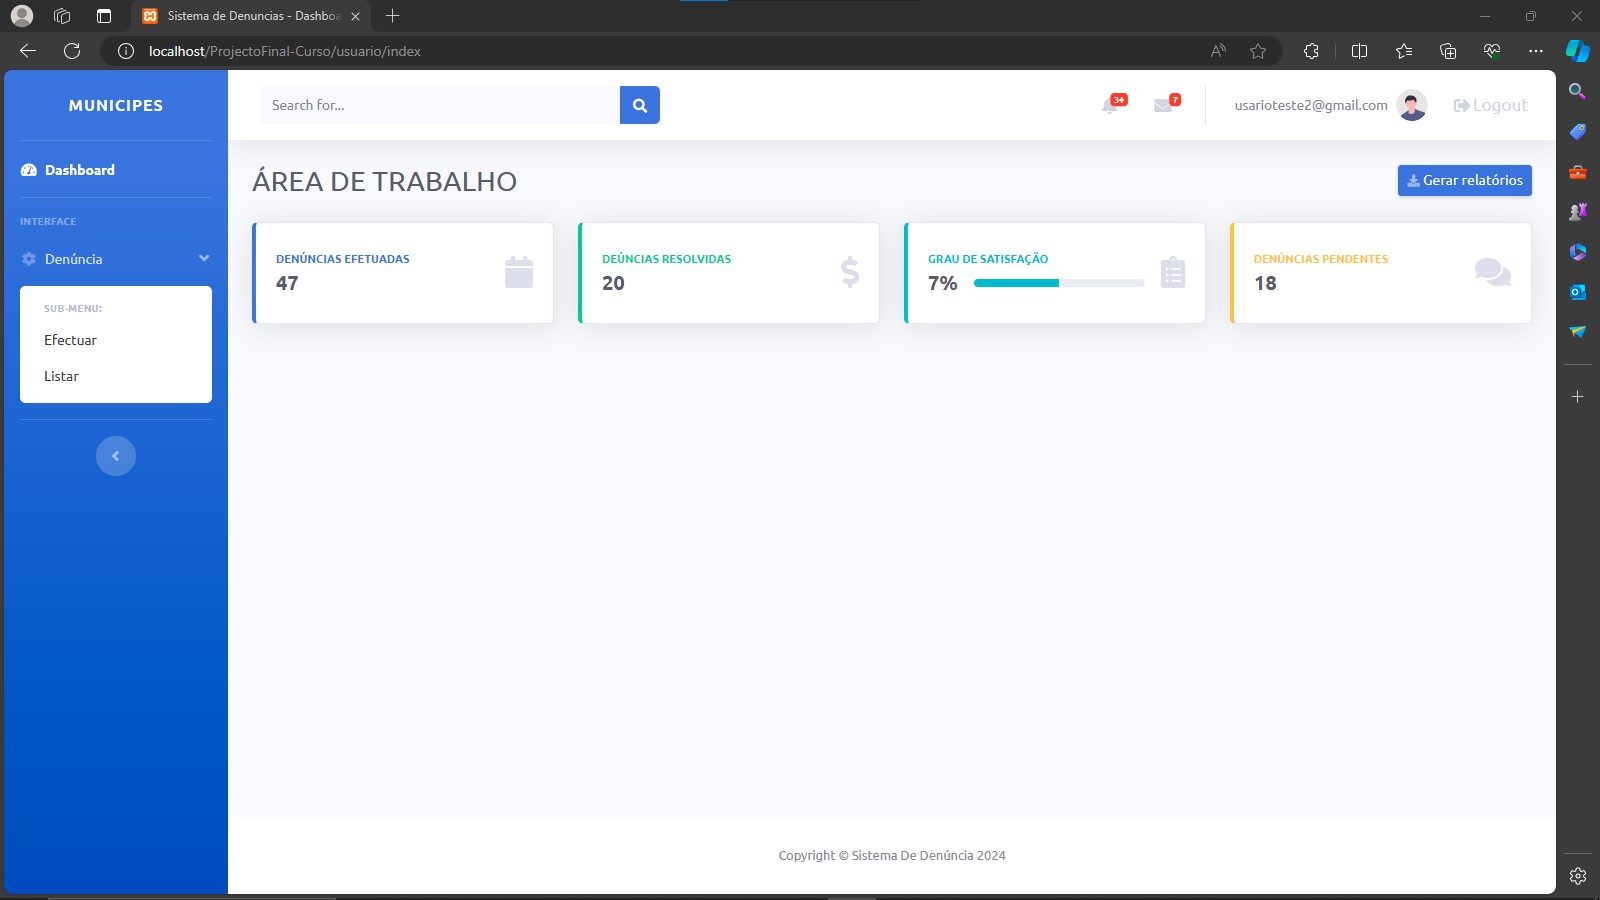 Sistema de Denuncias - Dashboa
localhost/ProjectoFinal-Curso/usuario/index
MUNICIPES
Search for...
3+
7
usarioteste2@gmail.com
Logout
Dashboard
INTERFACE
Denúncia
SUB-MENU:
Efectuar
Listar
ÁREA DE TRABALHO
Gerar relatórios
DENÚNCIAS EFETUADAS
47
DEÚNCIAS RESOLVIDAS
20
GRAU DE SATISFAÇÃO
7%
DENÚNCIAS PENDENTES
18
Copyright © Sistema De Denúncia 2024